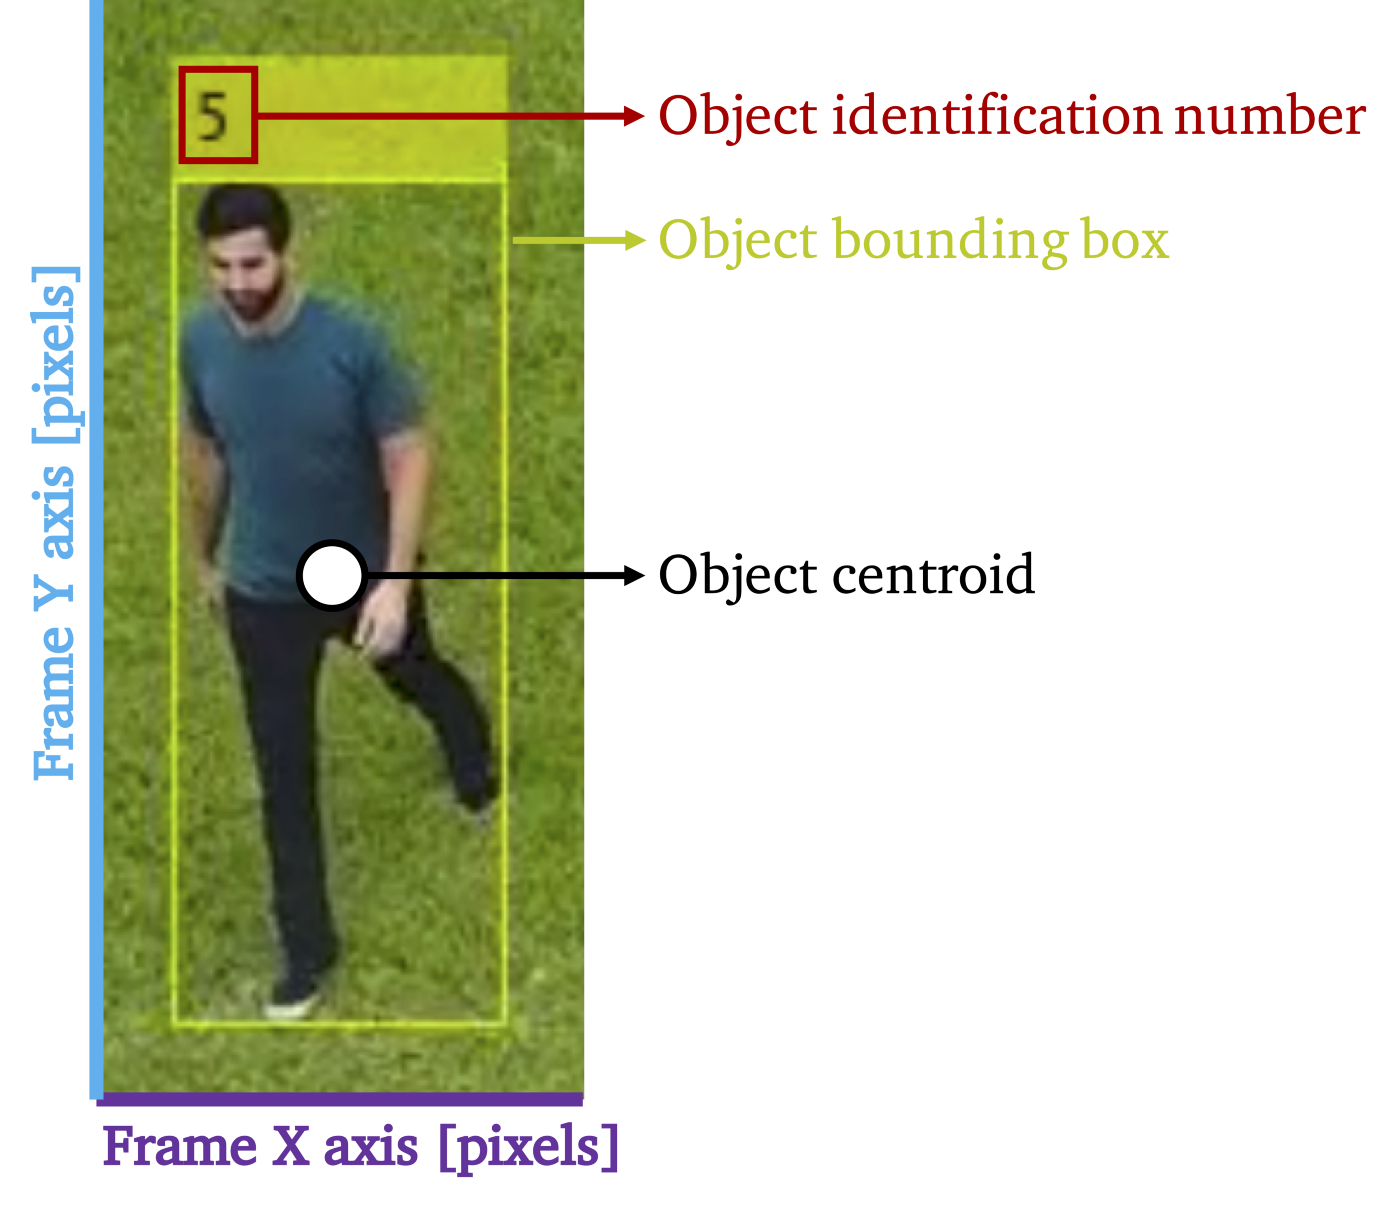 5
Object identification number
Object bounding box
Frame Y axis [pixels]
Object centroid
Frame X axis [pixels]